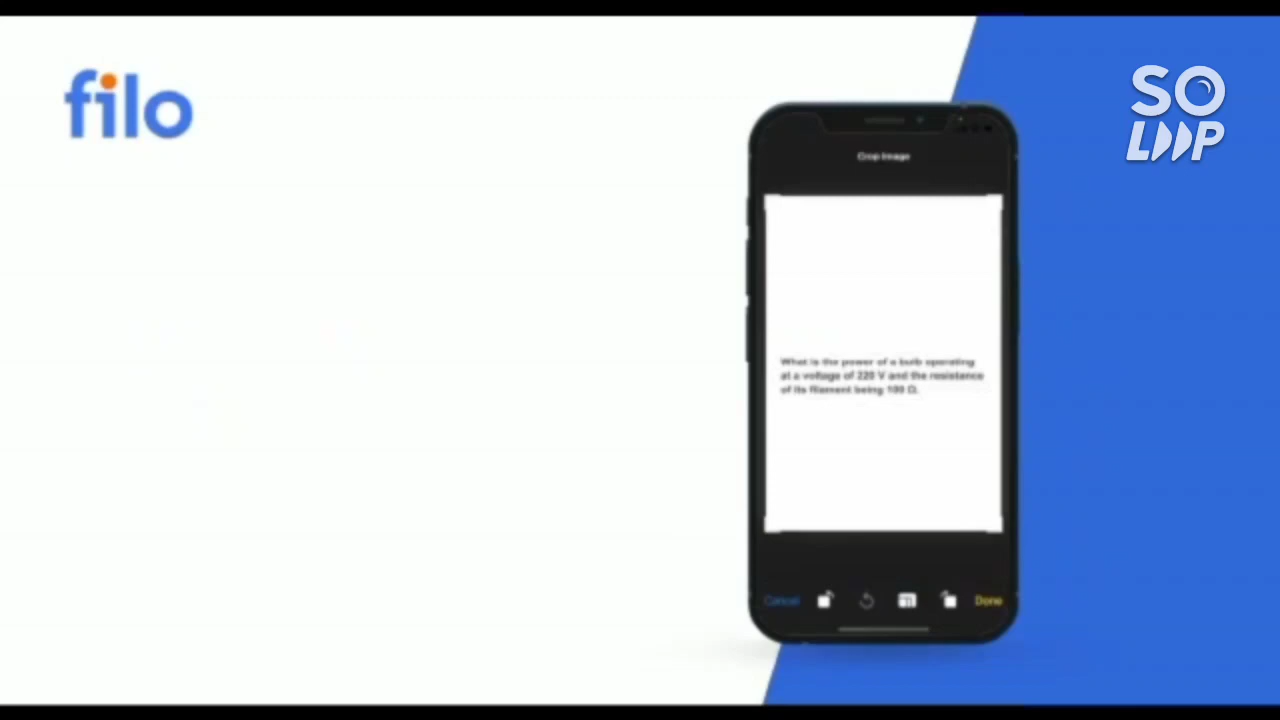 filo
SO
LOOP
Crop Image
What is the power of a bulb operating
at a voltage of 220 V and the resistance
of its filament being 100 Ω.
Cancel
Done